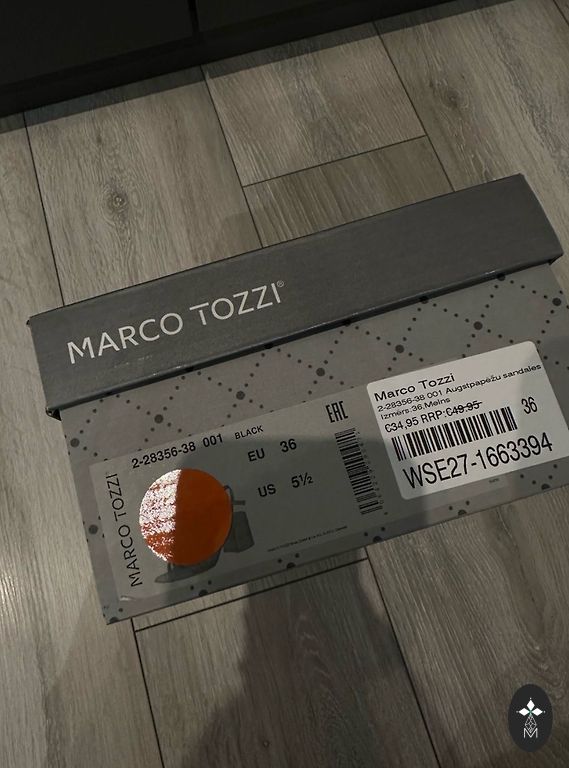 MARCO TOZZI®
Marco Tozzi
2-28356-38 001 Augstpapēžu sandales
Izmērs:36,Melns
€34,95 RRP:€49.95
36
WSE27-1663394
2-28356-38 001 BLACK
EU 36
US 5½
EAC
MARCO TOZZI
M